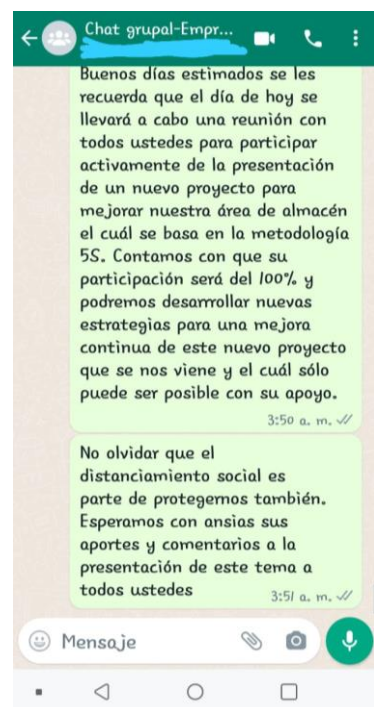 Chat grupal-Empr...
Buenos días estimados se les
recuerda que el día de hoy se
llevará a cabo una reunión con
todos ustedes para participar
activamente de la presentación
de un nuevo proyecto para
mejorar nuestra área de almacén
el cuál se basa en la metodología
5S. Contamos con que su
participación será del 100% y
podremos desarrollar nuevas
estrategias para una mejora
continua de este nuevo proyecto
que se nos viene y el cuál sólo
puede ser posible con su apoyo.
3:50 a. m.
No olvidar que el
distanciamiento social es
parte de protegernos también.
Esperamos con ansias sus
aportes y comentarios a la
presentación de este tema a
todos ustedes
3:51 a. m.
Mensaje